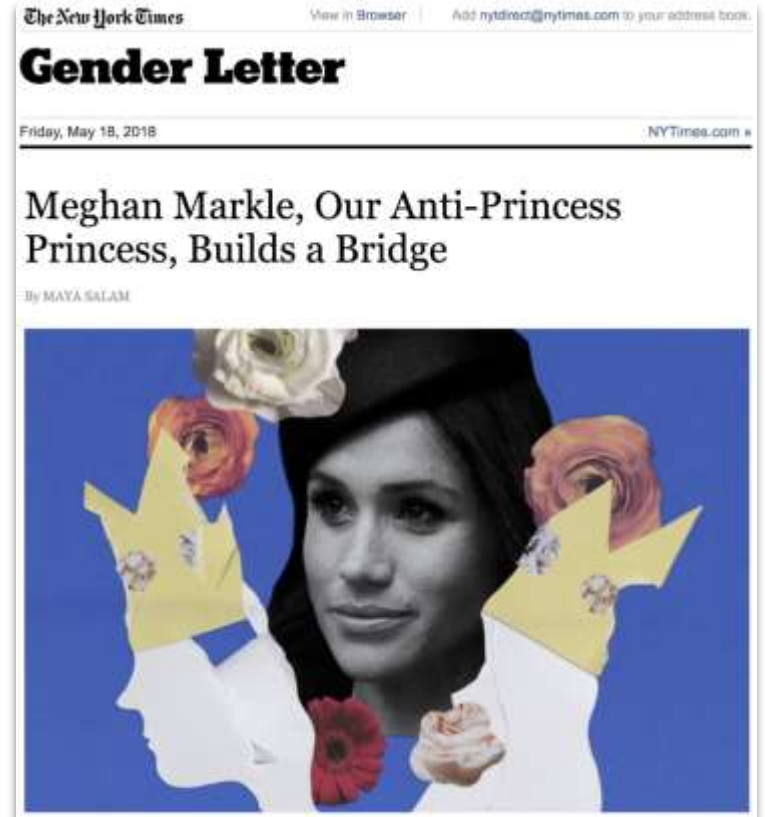 The New York Times
View in Browser | Add nytdirect@nytimes.com to your address book.
Gender Letter
Friday, May 18, 2018
NYTimes.com »
Meghan Markle, Our Anti-Princess
Princess, Builds a Bridge
By MAYA SALAM